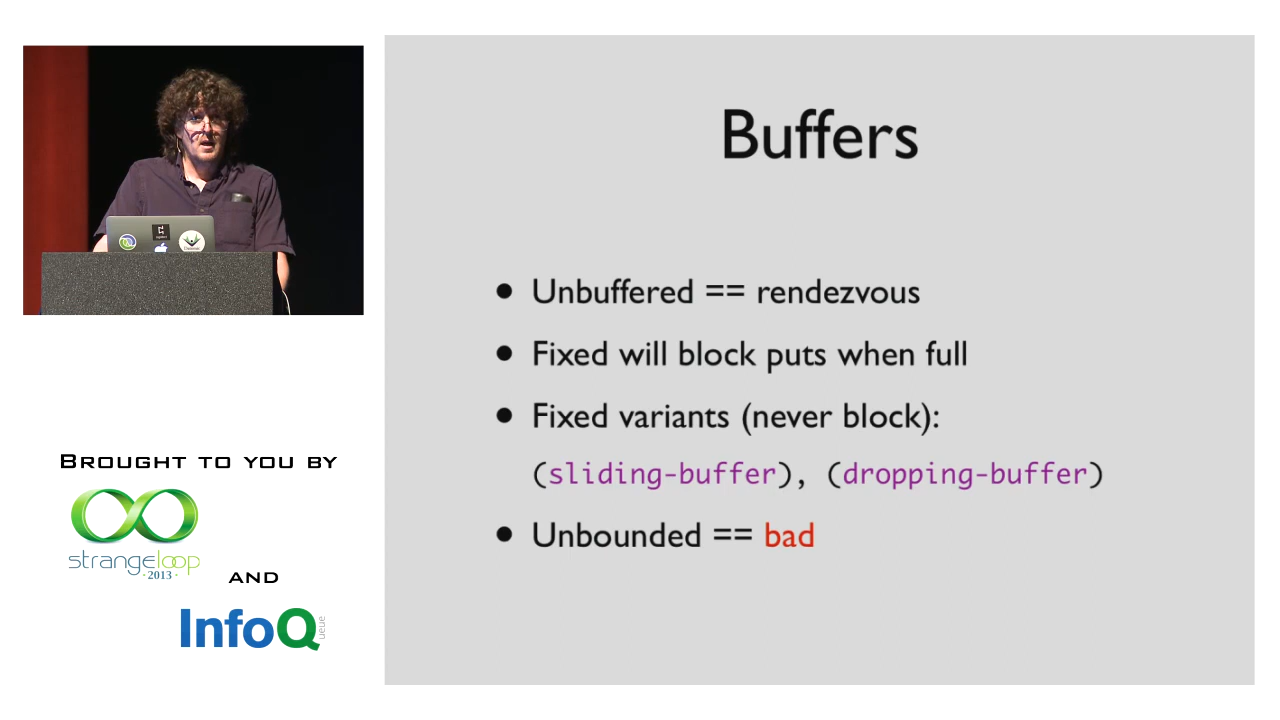 Buffers
Unbuffered == rendezvous
Fixed will block puts when full
Fixed variants (never block):
(sliding-buffer), (dropping-buffer)
Unbounded == bad
BROUGHT TO YOU BY
strangeloop
·2013·
AND
InfoQ
ueue